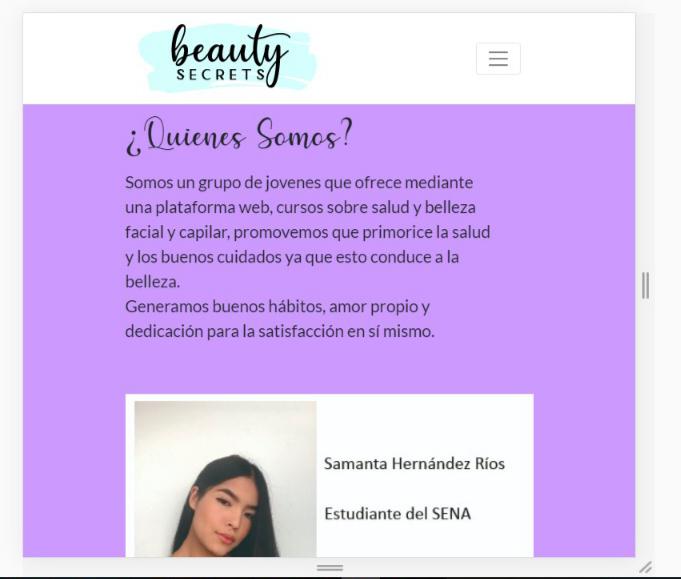 beauty
SECRETS
¿Quienes Somos?
Somos un grupo de jovenes que ofrece mediante
una plataforma web, cursos sobre salud y belleza
facial y capilar, promovemos que primorice la salud
y los buenos cuidados ya que esto conduce a la
belleza.
Generamos buenos hábitos, amor propio y
dedicación para la satisfacción en sí mismo.
Samanta Hernández Ríos
Estudiante del SENA